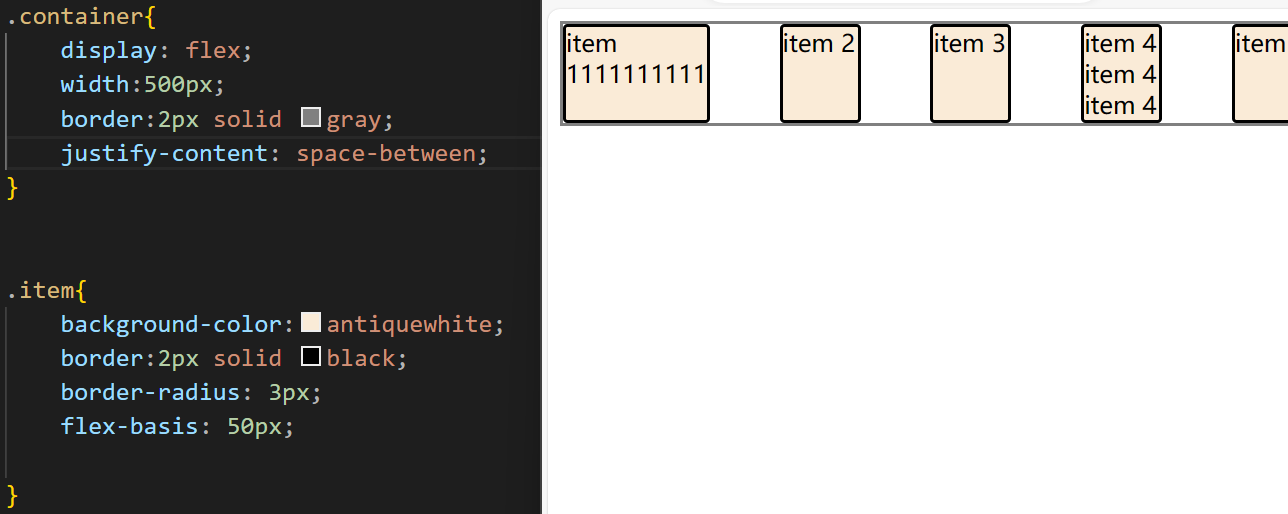 .container{
display: flex;
width:500px;
border:2px solid gray;
justify-content: space-between;
}
.item{
background-color: antiquewhite;
border:2px solid black;
border-radius: 3px;
flex-basis: 50px;
}
item
1111111111
item 2
item 3
item 4
item 4
item 4
item